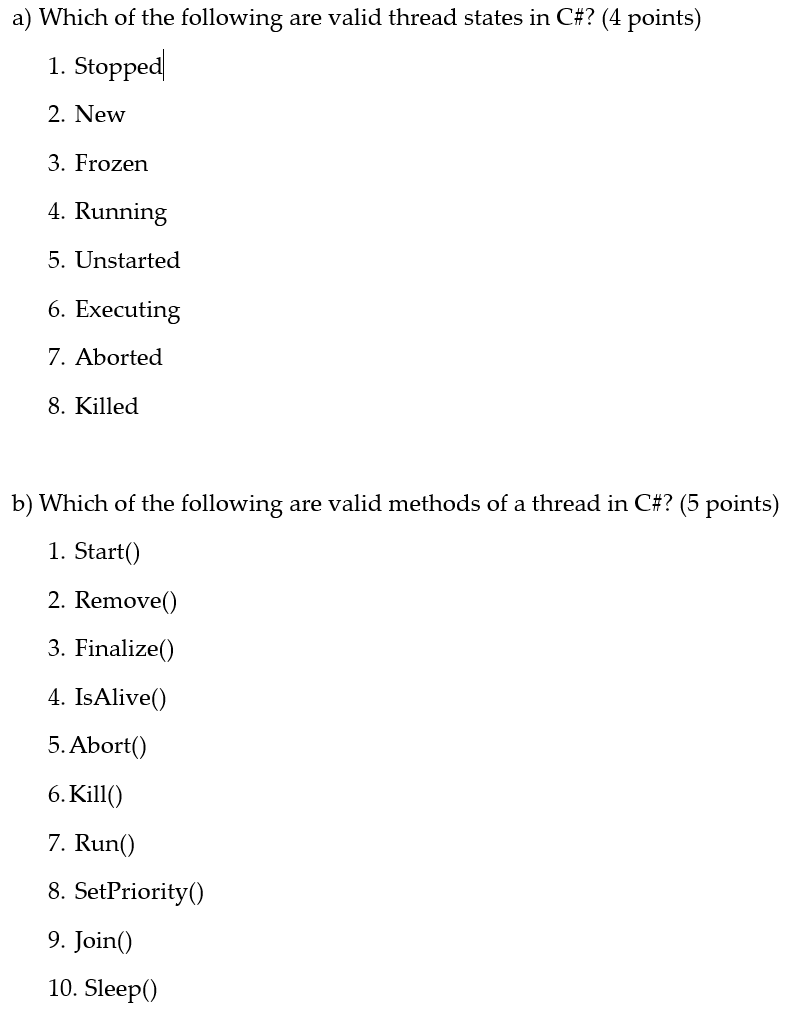 a) Which of the following are valid thread states in C#? (4 points)
1. Stopped
2. New
3. Frozen
4. Running
5. Unstarted
6. Executing
7. Aborted
8. Killed
b) Which of the following are valid methods of a thread in C#? (5 points)
1. Start()
2. Remove()
3. Finalize()
4. IsAlive()
5. Abort()
6. Kill()
7. Run()
8. SetPriority()
9. Join()
10. Sleep()